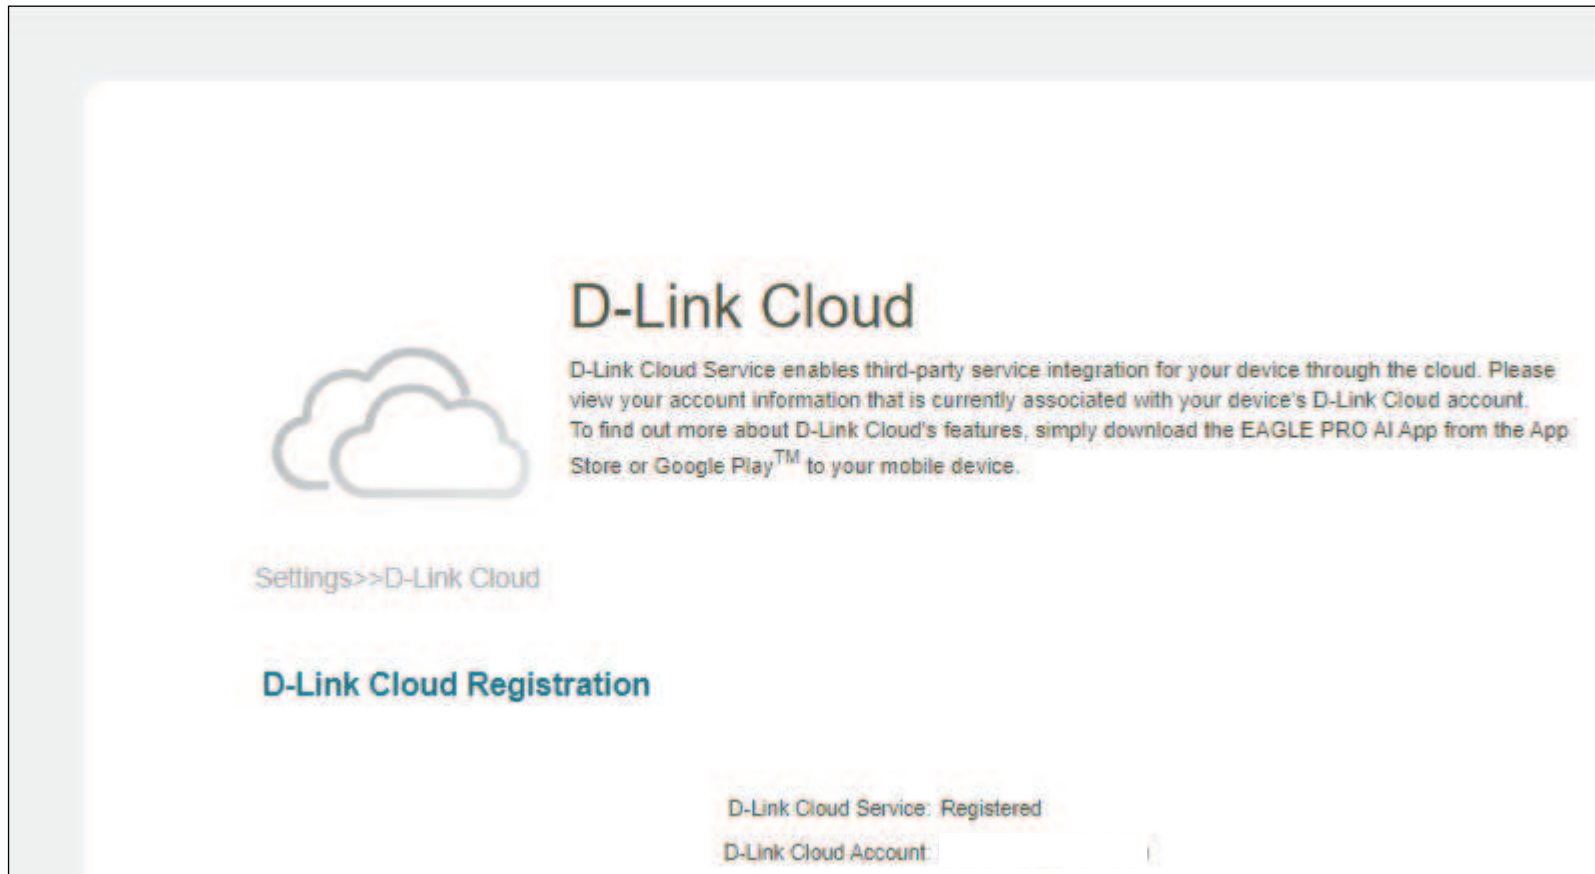 D-Link Cloud
D-Link Cloud Service enables third-party service integration for your device through the cloud. Please
view your account information that is currently associated with your device's D-Link Cloud account.
To find out more about D-Link Cloud's features, simply download the EAGLE PRO AI App from the App
Store or Google Play™ to your mobile device.
Settings>>D-Link Cloud
D-Link Cloud Registration
D-Link Cloud Service: Registered
D-Link Cloud Account: